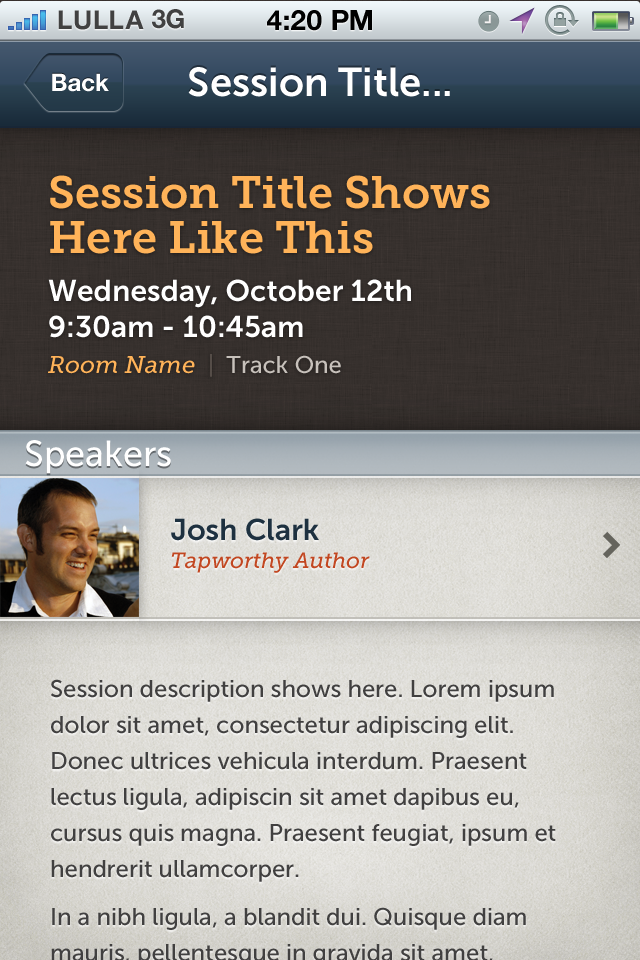 LULLA 3G 4:20 PM
Back Session Title...
Session Title Shows
Here Like This
Wednesday, October 12th
9:30am - 10:45am
Room Name | Track One
Speakers
Josh Clark
Tapworthy Author
Session description shows here. Lorem ipsum
dolor sit amet, consectetur adipiscing elit.
Donec ultrices vehicula interdum. Praesent
lectus ligula, adipiscin sit amet dapibus eu,
cursus quis magna. Praesent feugiat, ipsum et
hendrerit ullamcorper.
In a nibh ligula, a blandit dui. Quisque diam
mauris, pellentesque in gravida sit amet,